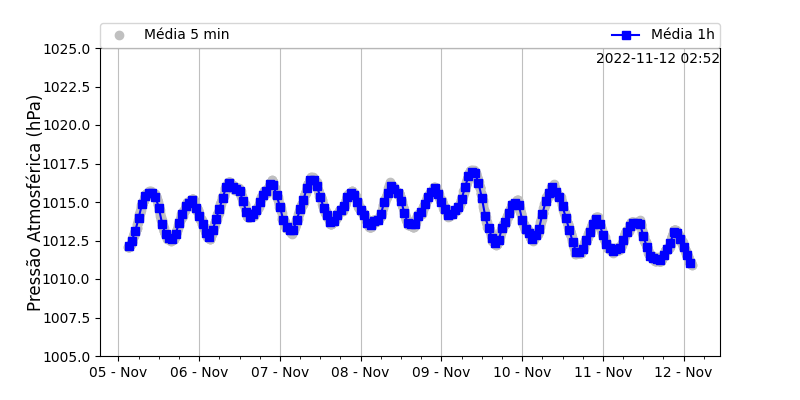 Média 5 min
Média 1h
2022-11-12 02:52
Pressão Atmosférica (hPa)
1025.0
1022.5
1020.0
1017.5
1015.0
1012.5
1010.0
1007.5
1005.0
05 - Nov
06 - Nov
07 - Nov
08 - Nov
09 - Nov
10 - Nov
11 - Nov
12 - Nov